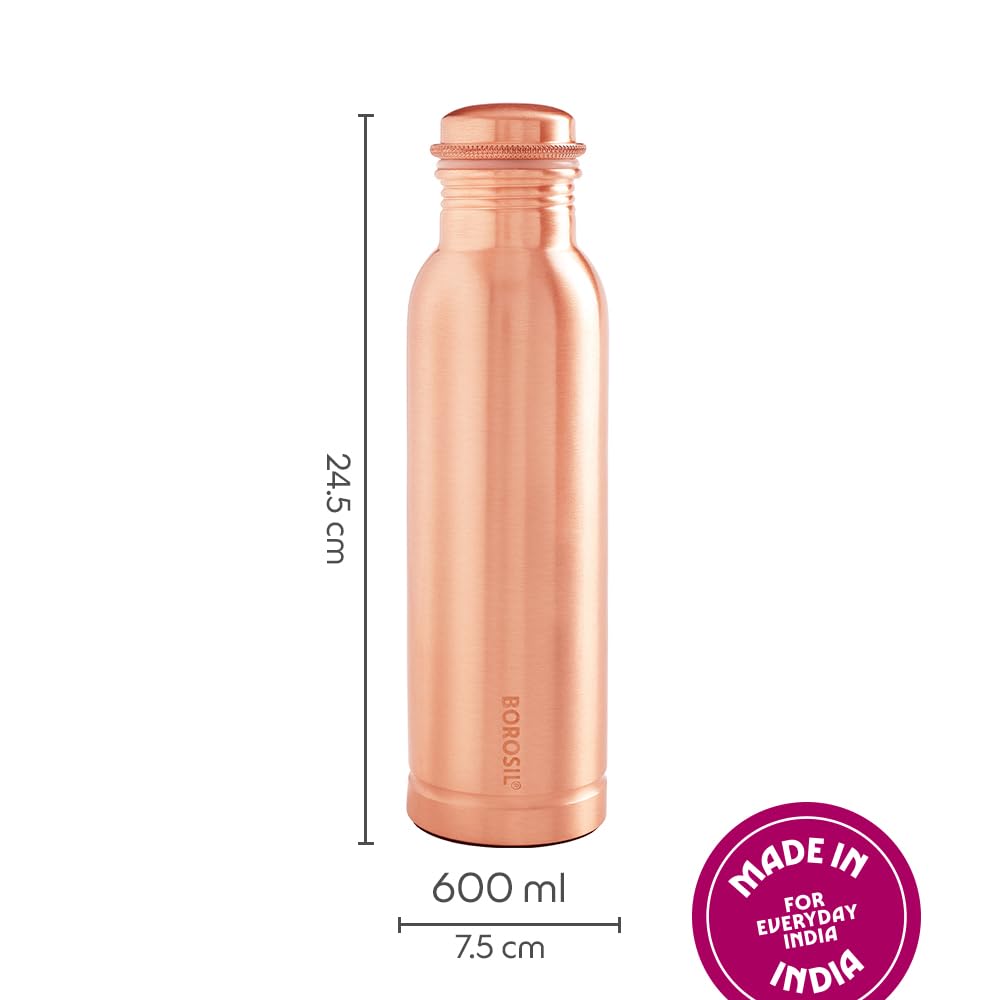 24.5 cm
BOROSIL®
600 ml
7.5 cm
MADE IN
FOR
EVERYDAY
INDIA
INDIA